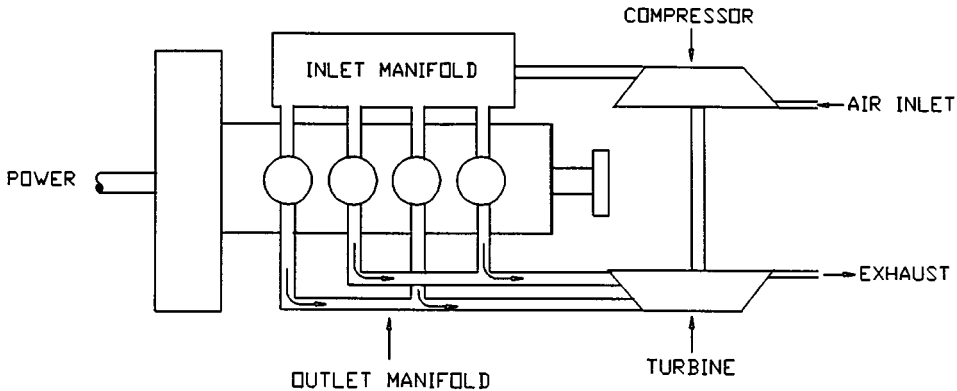 COMPRESSOR
INLET MANIFOLD
AIR INLET
POWER
EXHAUST
TURBINE
OUTLET MANIFOLD